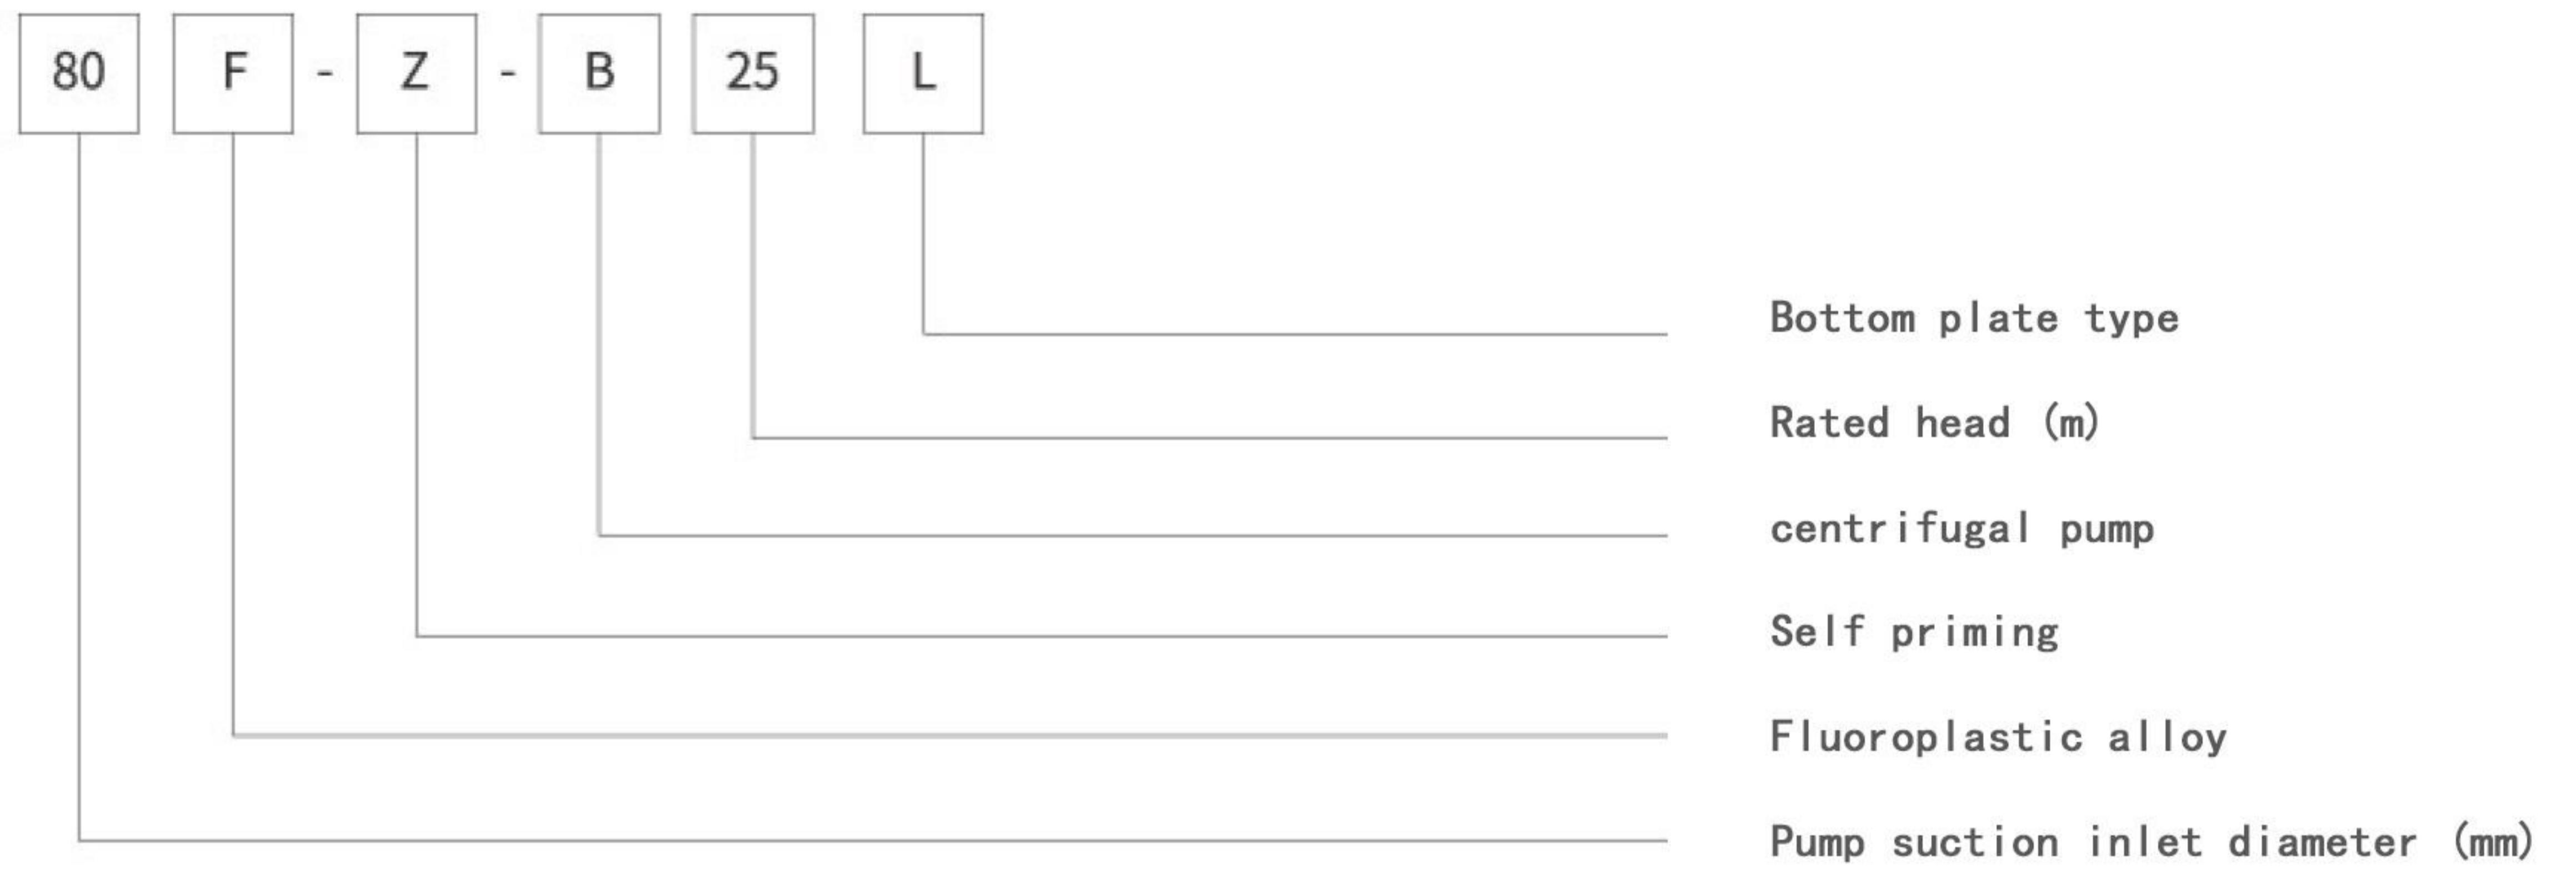 80 F - Z - B 25 L
Bottom plate type
Rated head (m)
centrifugal pump
Self priming
Fluoroplastic alloy
Pump suction inlet diameter (mm)